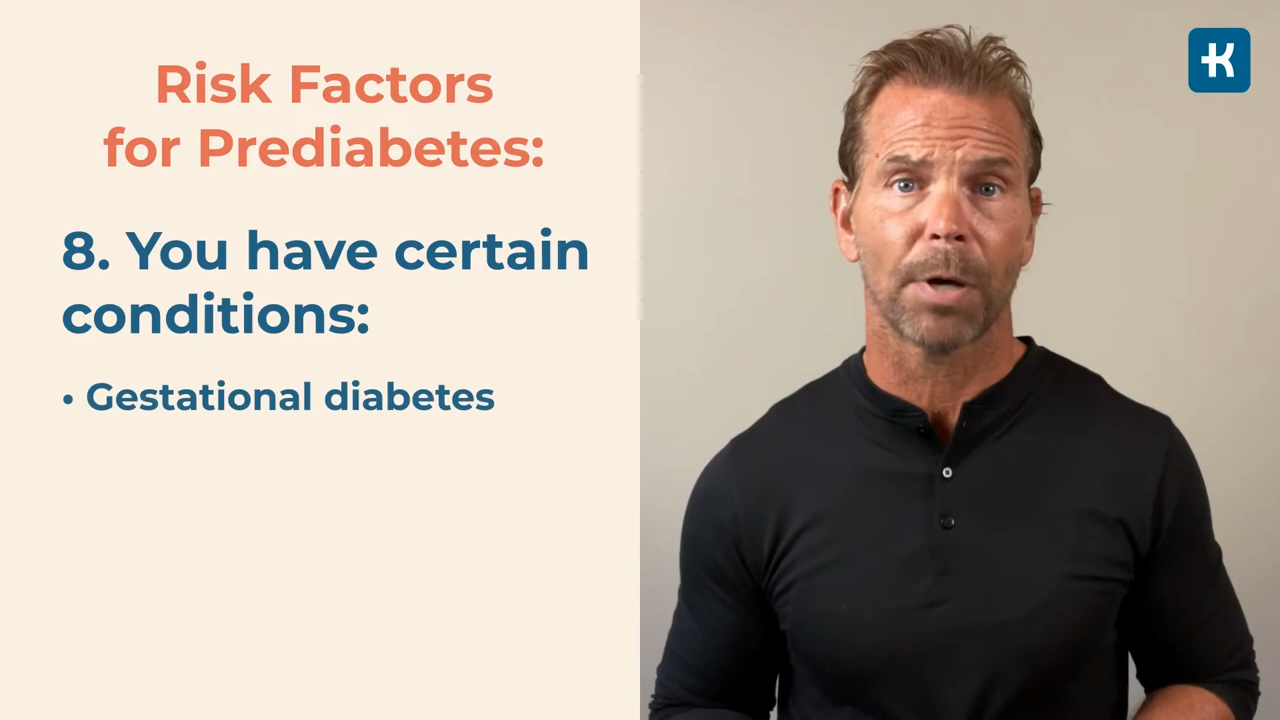 Risk Factors
for Prediabetes:
8. You have certain
conditions:
• Gestational diabetes
K